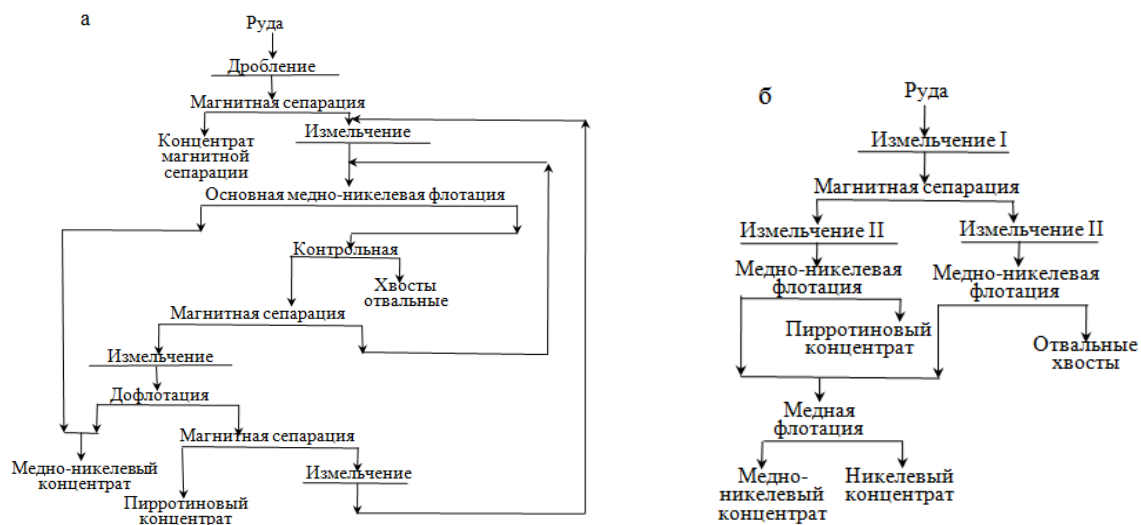 а
Руда
Дробление
Магнитная сепарация
Концентрат
магнитной
сепарации
Измельчение
Основная медно-никелевая флотация
Контрольная
Хвосты
отвальные
Магнитная сепарация
Измельчение
Дофлотация
Магнитная сепарация
Медно-никелевый
концентрат
Измельчение
Пирротиновый
концентрат
б
Руда
Измельчение I
Магнитная сепарация
Измельчение II
Измельчение II
Медно-никелевая
флотация
Медно-никелевая
флотация
Пирротиновый
концентрат
Отвальные
хвосты
Медная
флотация
Медно-
никелевый
концентрат
Никелевый
концентрат